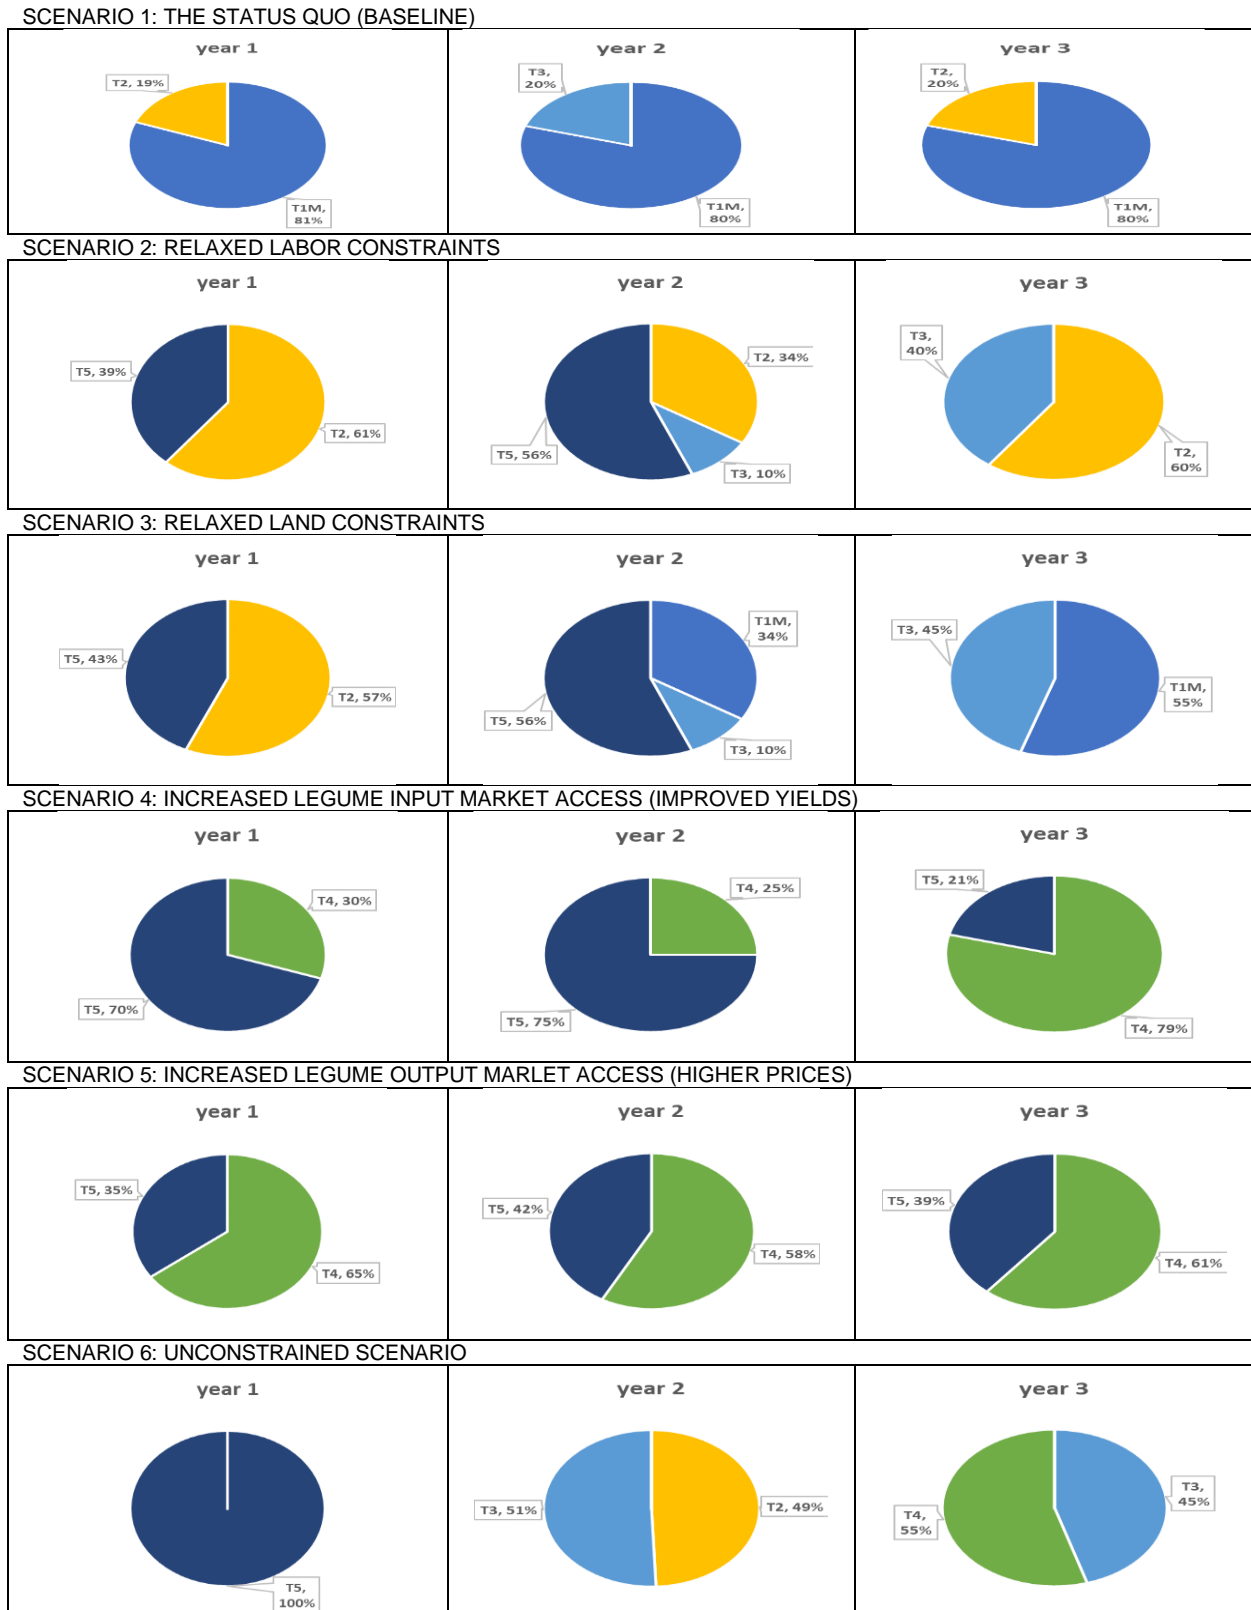 SCENARIO 1: THE STATUS QUO (BASELINE)
year 1
T2, 19%
T1M,
81%
year 2
T3,
20%
T1M,
80%
year 3
T2,
20%
T1M,
80%
SCENARIO 2: RELAXED LABOR CONSTRAINTS
year 1
T5, 39%
T2, 61%
year 2
T2, 34%
T5, 56%
T3, 10%
year 3
T3,
40%
T2,
60%
SCENARIO 3: RELAXED LAND CONSTRAINTS
year 1
T5, 43%
T2, 57%
year 2
T1M,
34%
T5, 56%
T3, 10%
year 3
T3, 45%
T1M,
55%
SCENARIO 4: INCREASED LEGUME INPUT MARKET ACCESS (IMPROVED YIELDS)
year 1
T4, 30%
T5, 70%
year 2
T4, 25%
T5, 75%
year 3
T5, 21%
T4, 79%
SCENARIO 5: INCREASED LEGUME OUTPUT MARLET ACCESS (HIGHER PRICES)
year 1
T5, 35%
T4, 65%
year 2
T5, 42%
T4, 58%
year 3
T5, 39%
T4, 61%
SCENARIO 6: UNCONSTRAINED SCENARIO
year 1
T5,
100%
year 2
T3, 51%
T2, 49%
year 3
T3,
45%
T4,
55%